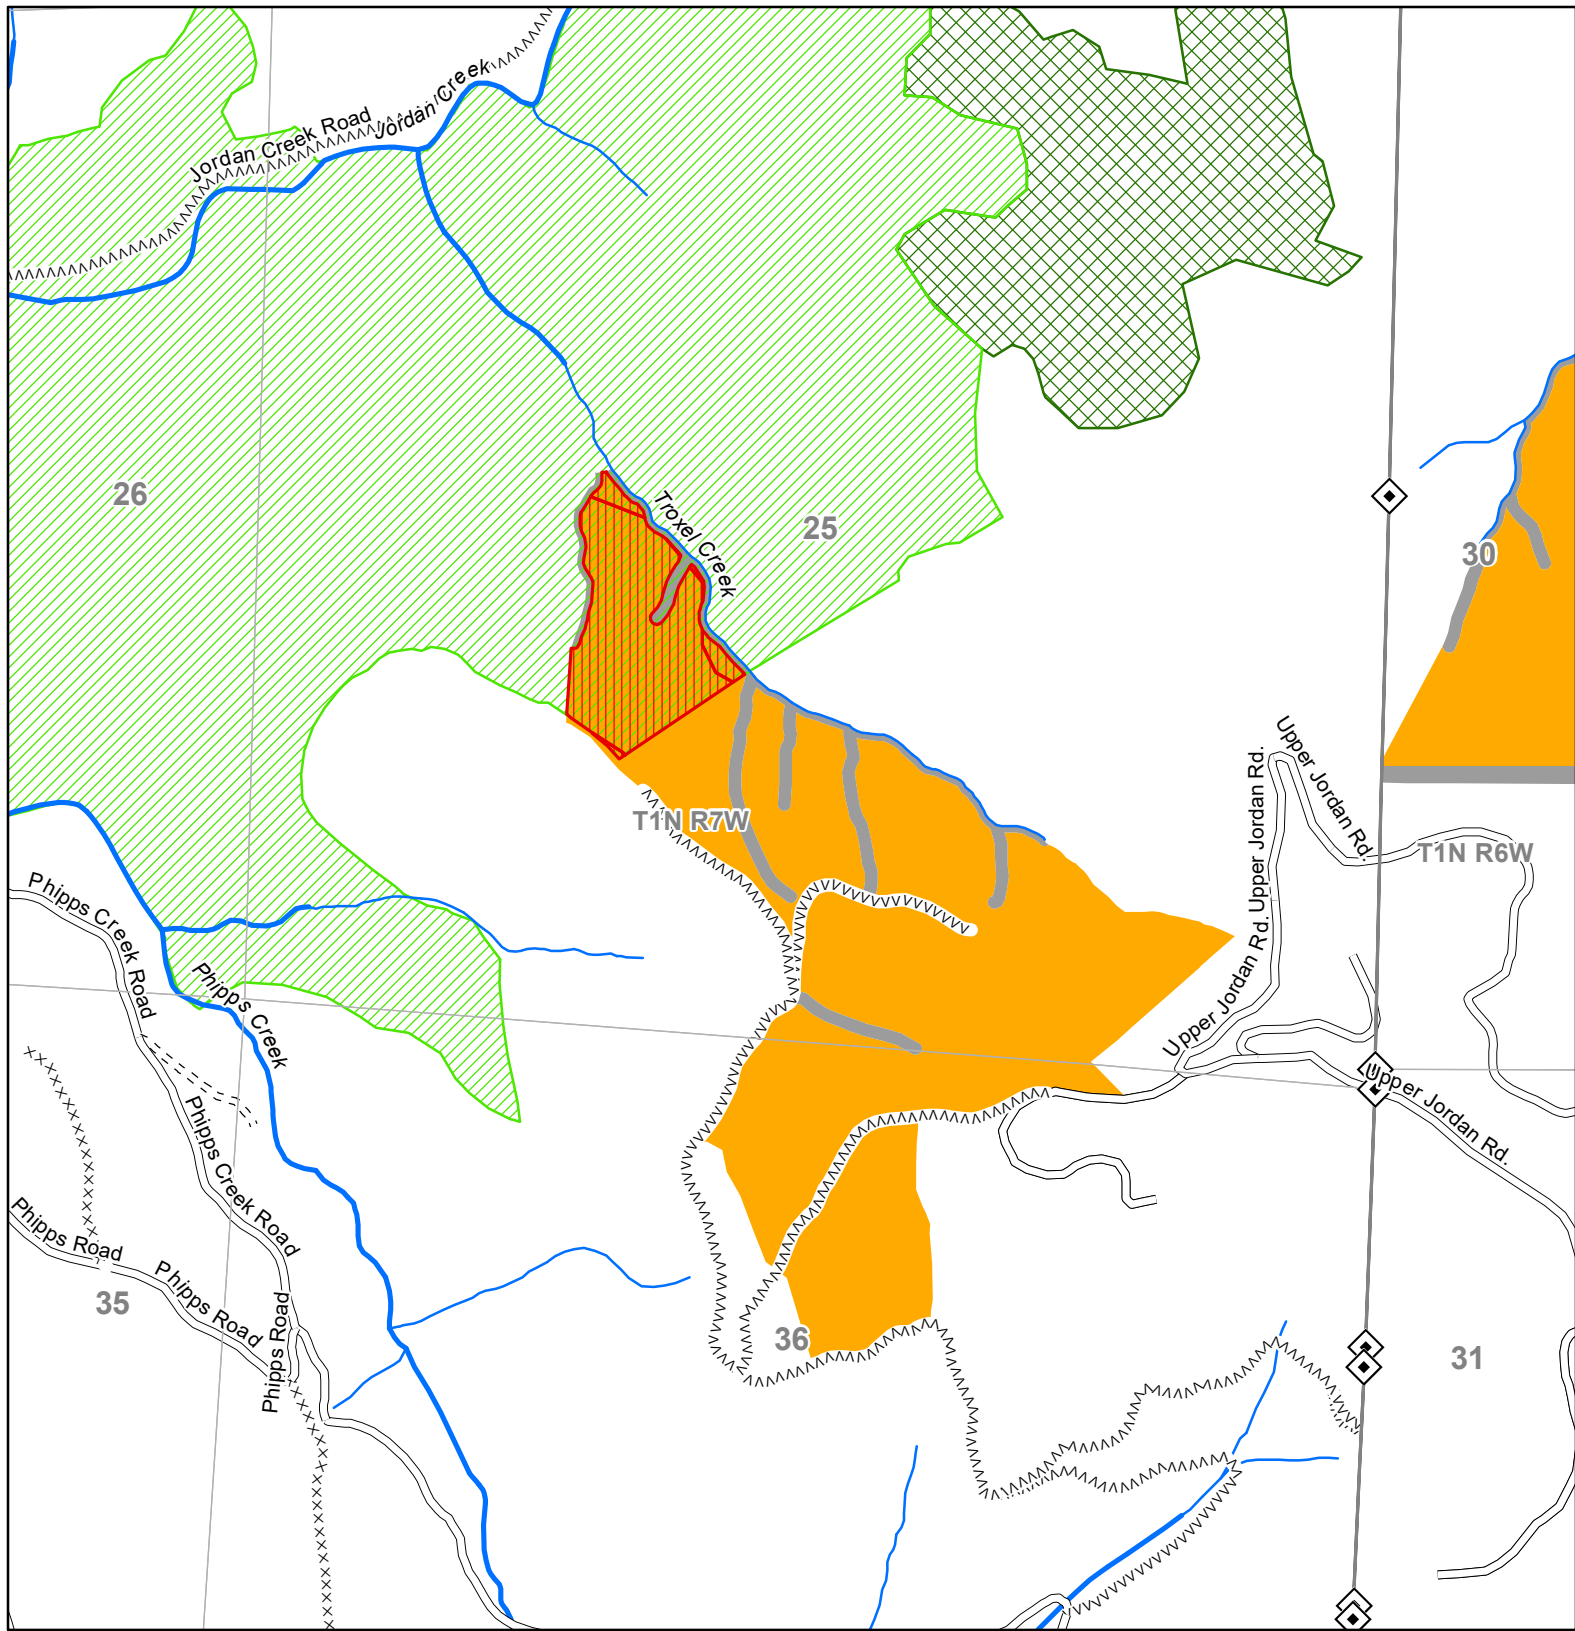 Jordan Creek
Jordan Creek Road
26
Troxel Creek
25
30
Upper Jordan Rd.
Upper Jordan Rd.
T1N R7W
T1N R6W
Phipps Creek Road
Upper Jordan Rd.
Phipps Creek
Upper Jordan Rd.
Phipps Creek Road
Phipps Road
Phipps Road
35
Phipps Road
36
31